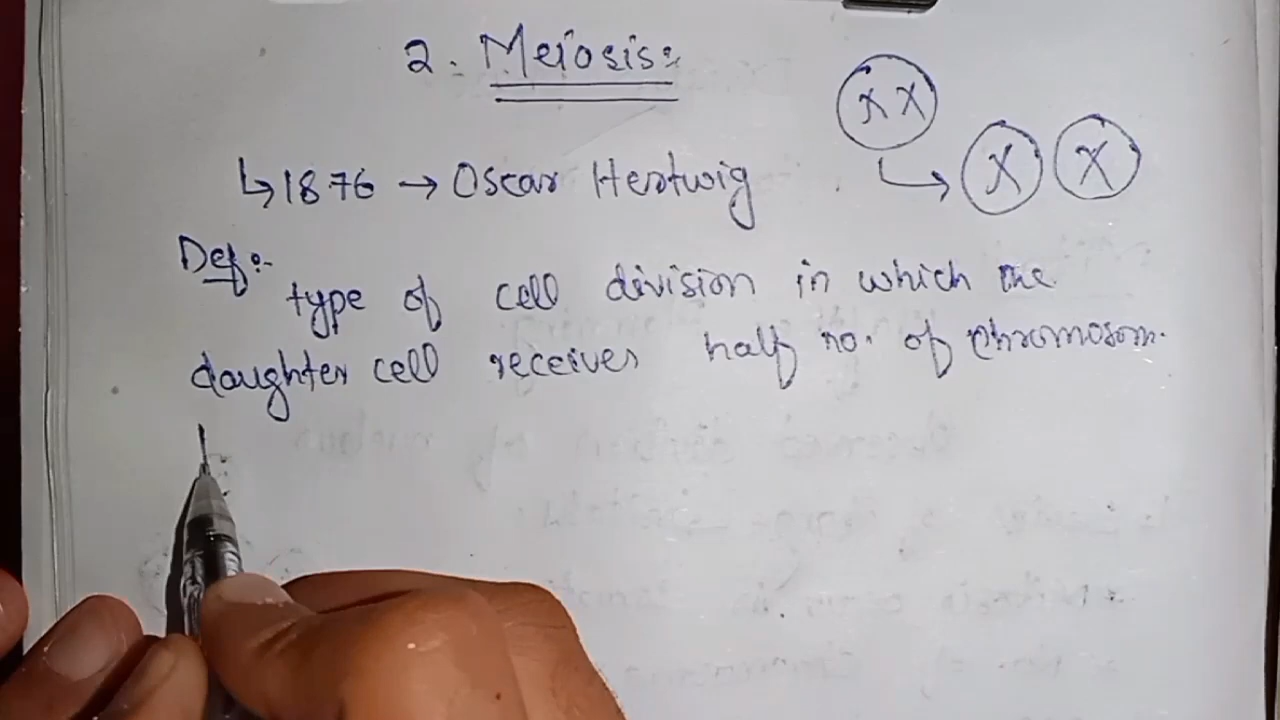 2. Meiosis:
↳ 1876 → Oscar Hertwig
X X
X X
Def:-
type of cell division in which the
daughter cell receives half no. of chromosom.